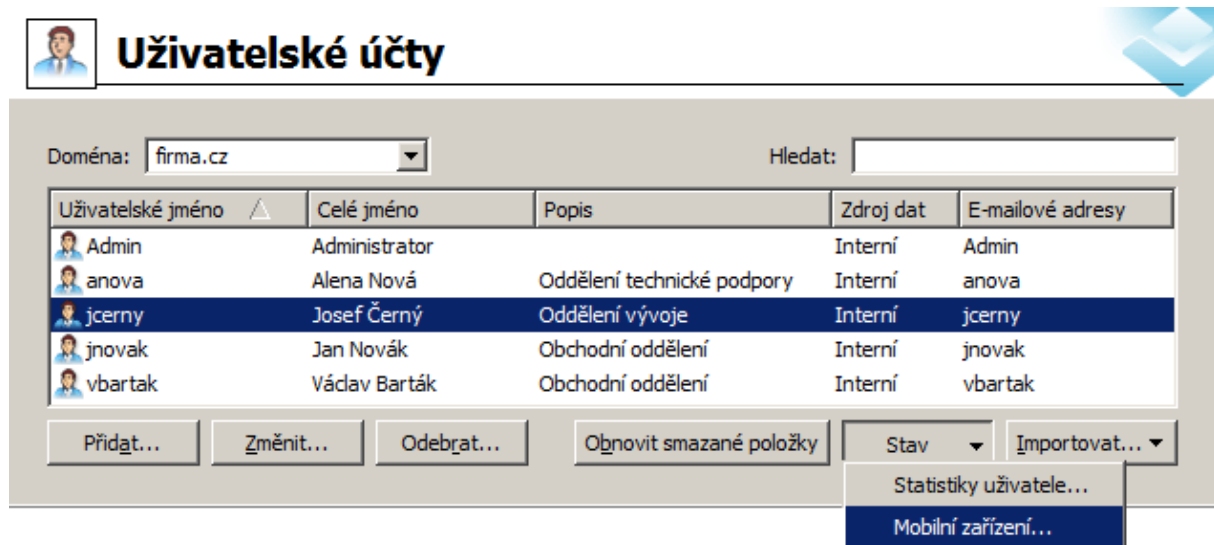 Uživatelské účty
Doména: firma.cz Hledat:
Uživatelské jméno Celé jméno Popis Zdroj dat E-mailové adresy
Admin Administrator Interní Admin
anova Alena Nová Oddělení technické podpory Interní anova
jcerny Josef Černý Oddělení vývoje Interní jcerny
jnovak Jan Novák Obchodní oddělení Interní jnovak
vbartak Václav Barták Obchodní oddělení Interní vbartak
Přidat... Změnit... Odebrat... Obnovit smazané položky Stav Importovat...
Statistiky uživatele...
Mobilní zařízení...